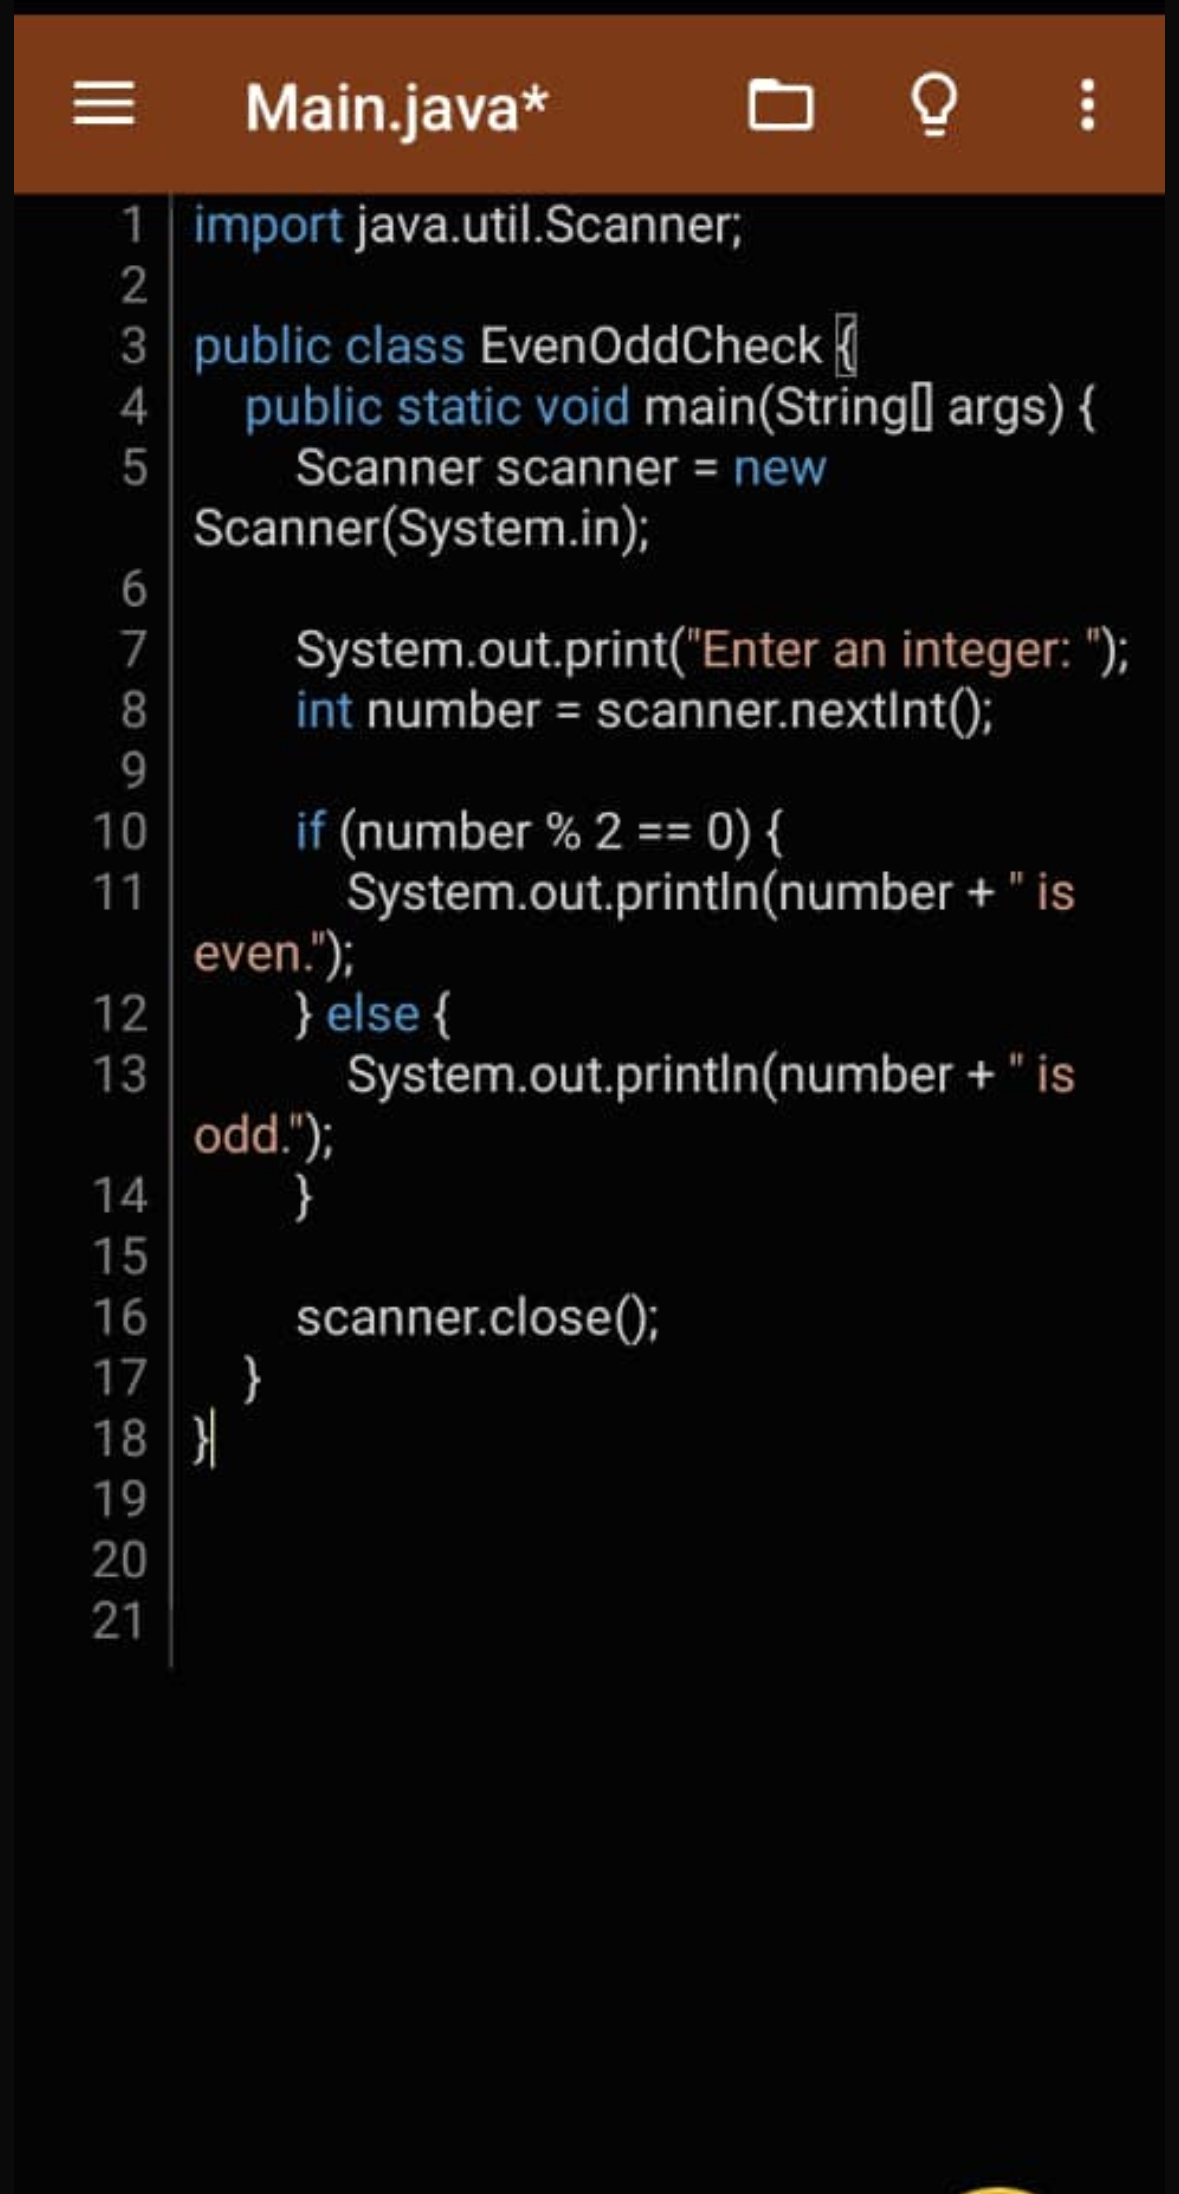 Main.java*
1 import java.util.Scanner;
2
3 public class EvenOddCheck {
4 public static void main(String[] args) {
5 Scanner scanner = new
Scanner(System.in);
6
7 System.out.print("Enter an integer: ");
8 int number = scanner.nextInt();
9
10 if (number % 2 == 0) {
11 System.out.println(number + " is
even.");
12 } else {
13 System.out.println(number + " is
odd.");
14 }
15
16 scanner.close();
17 }
18 }
19
20
21